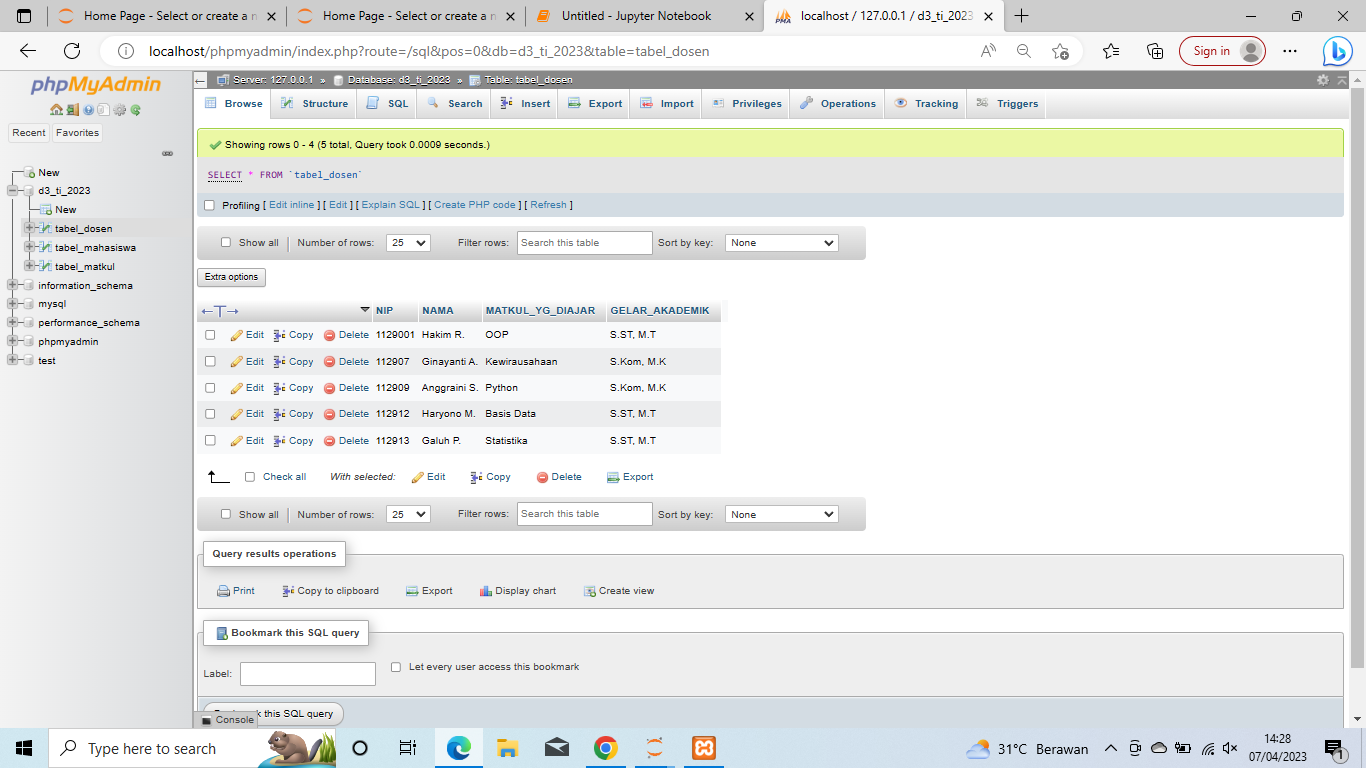 Home Page - Select or create a n
Home Page - Select or create a n
Untitled - Jupyter Notebook
localhost / 127.0.0.1 / d3_ti_2023
localhost/phpmyadmin/index.php?route=/sql&pos=0&db=d3_ti_2023&table=tabel_dosen
Sign in
phpMyAdmin
Recent
Favorites
New
d3_ti_2023
New
tabel_dosen
tabel_mahasiswa
tabel_matkul
information_schema
mysql
performance_schema
phpmyadmin
test
Server: 127.0.0.1 » Database: d3_ti_2023 » Table: tabel_dosen
Browse Structure SQL Search Insert Export Import Privileges Operations Tracking Triggers
Showing rows 0 - 4 (5 total, Query took 0.0009 seconds.)
SELECT * FROM `tabel_dosen`
Profiling [ Edit inline ] [ Edit ] [ Explain SQL ] [ Create PHP code ] [ Refresh ]
Show all Number of rows: 25 Filter rows: Search this table Sort by key: None
Extra options
←T→ NIP NAMA MATKUL_YG_DIAJAR GELAR_AKADEMIK
Edit Copy Delete 1129001 Hakim R. OOP S.ST, M.T
Edit Copy Delete 112907 Ginayanti A. Kewirausahaan S.Kom, M.K
Edit Copy Delete 112909 Anggraini S. Python S.Kom, M.K
Edit Copy Delete 112912 Haryono M. Basis Data S.ST, M.T
Edit Copy Delete 112913 Galuh P. Statistika S.ST, M.T
Check all With selected: Edit Copy Delete Export
Show all Number of rows: 25 Filter rows: Search this table Sort by key: None
Query results operations
Print Copy to clipboard Export Display chart Create view
Bookmark this SQL query
Label: Let every user access this bookmark
k this SQL query
Console
Type here to search
31°C Berawan
14:28
07/04/2023
1